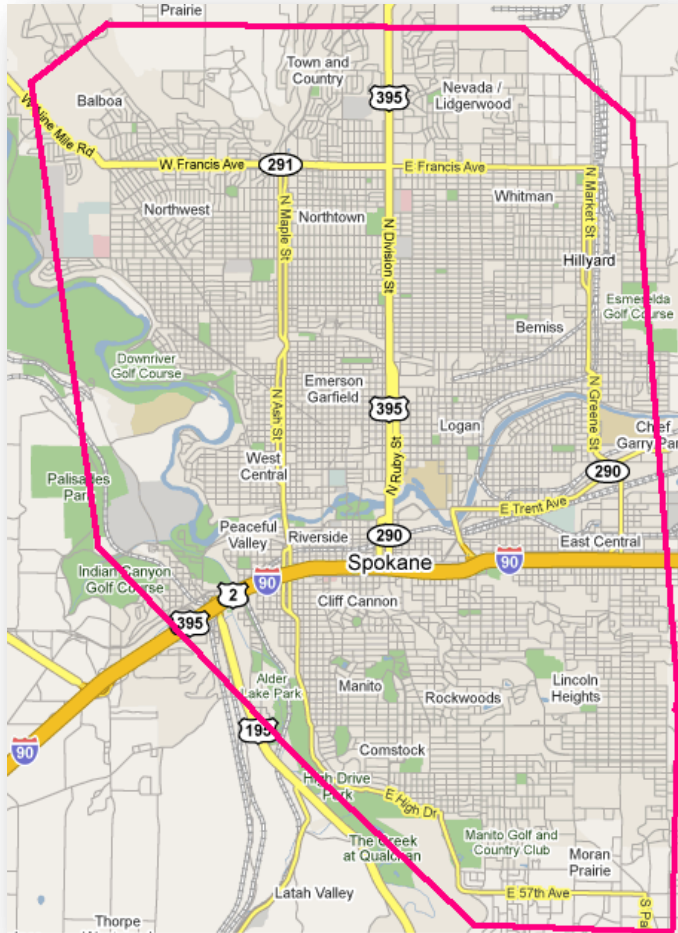 Prairie
Town and
Country
395
Nevada /
Lidgerwood
Balboa
W Nine Mile Rd
W Francis Ave
291
E Francis Ave
N Market St
Whitman
Northwest
N Maple St
Northtown
N Division St
Hillyard
Esmerelda
Golf Course
Bemiss
Downriver
Golf Course
Emerson
Garfield
N Ash St
395
N Greene St
Logan
Chief
Garry Par
West
Central
N Ruby St
290
Palisades
Par
E Trent Ave
Peaceful
Valley
Riverside
290
East Central
Spokane
90
90
Indian Canyon
Golf Course
2
Cliff Cannon
395
Alder
Lake Park
Manito
Rockwoods
Lincoln
Heights
195
90
Comstock
High Drive
Park
E High Dr
The Creek
at Qualchan
Manito Golf and
Country Club
Moran
Prairie
Latah Valley
E 57th Ave
S Pa
Thorpe